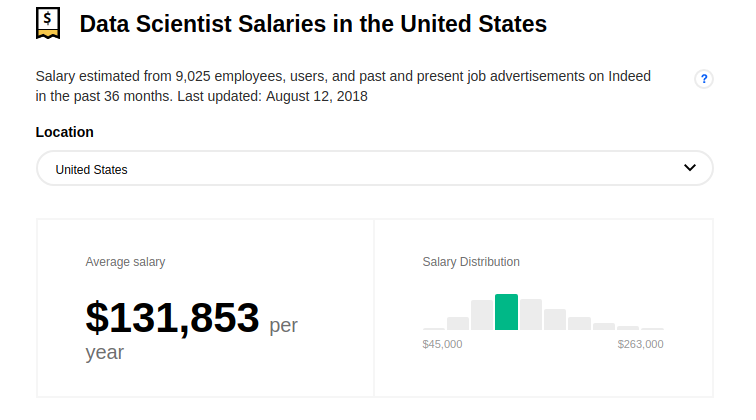 $
Data Scientist Salaries in the United States
Salary estimated from 9,025 employees, users, and past and present job advertisements on Indeed
in the past 36 months. Last updated: August 12, 2018
?
Location
United States
Average salary
$131,853 per
year
Salary Distribution
$45,000
$263,000